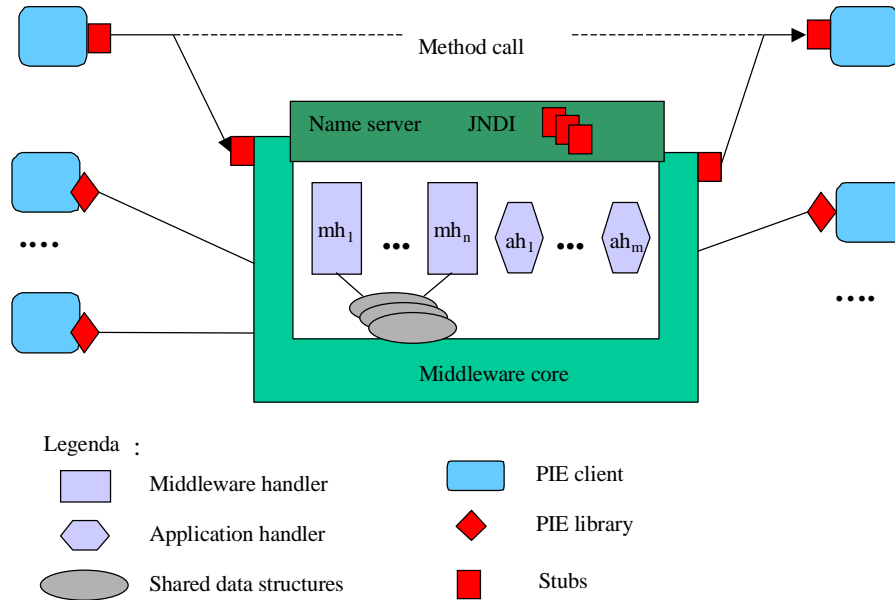 Method call
Name server JNDI
mh1 ... mhn ah1 ... ahm
....
....
Middleware core
Legenda :
Middleware handler
PIE client
Application handler
PIE library
Shared data structures
Stubs